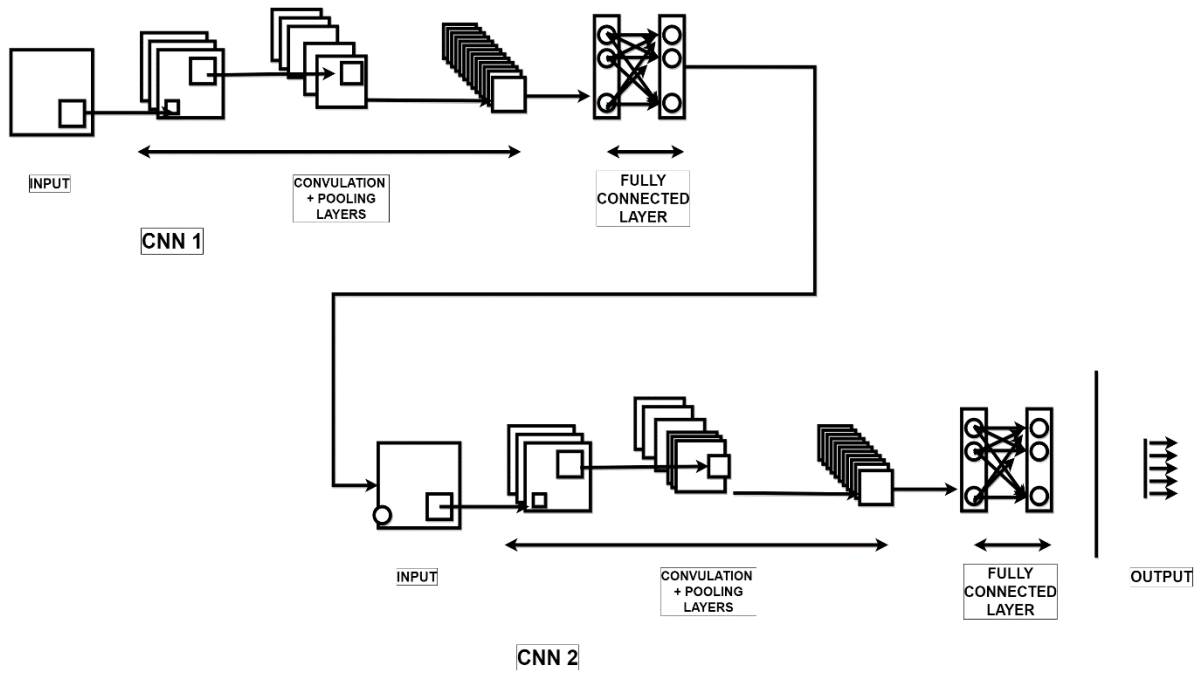 INPUT
CONVULATION
+ POOLING
LAYERS
FULLY
CONNECTED
LAYER
CNN 1
INPUT
CONVULATION
+ POOLING
LAYERS
FULLY
CONNECTED
LAYER
OUTPUT
CNN 2